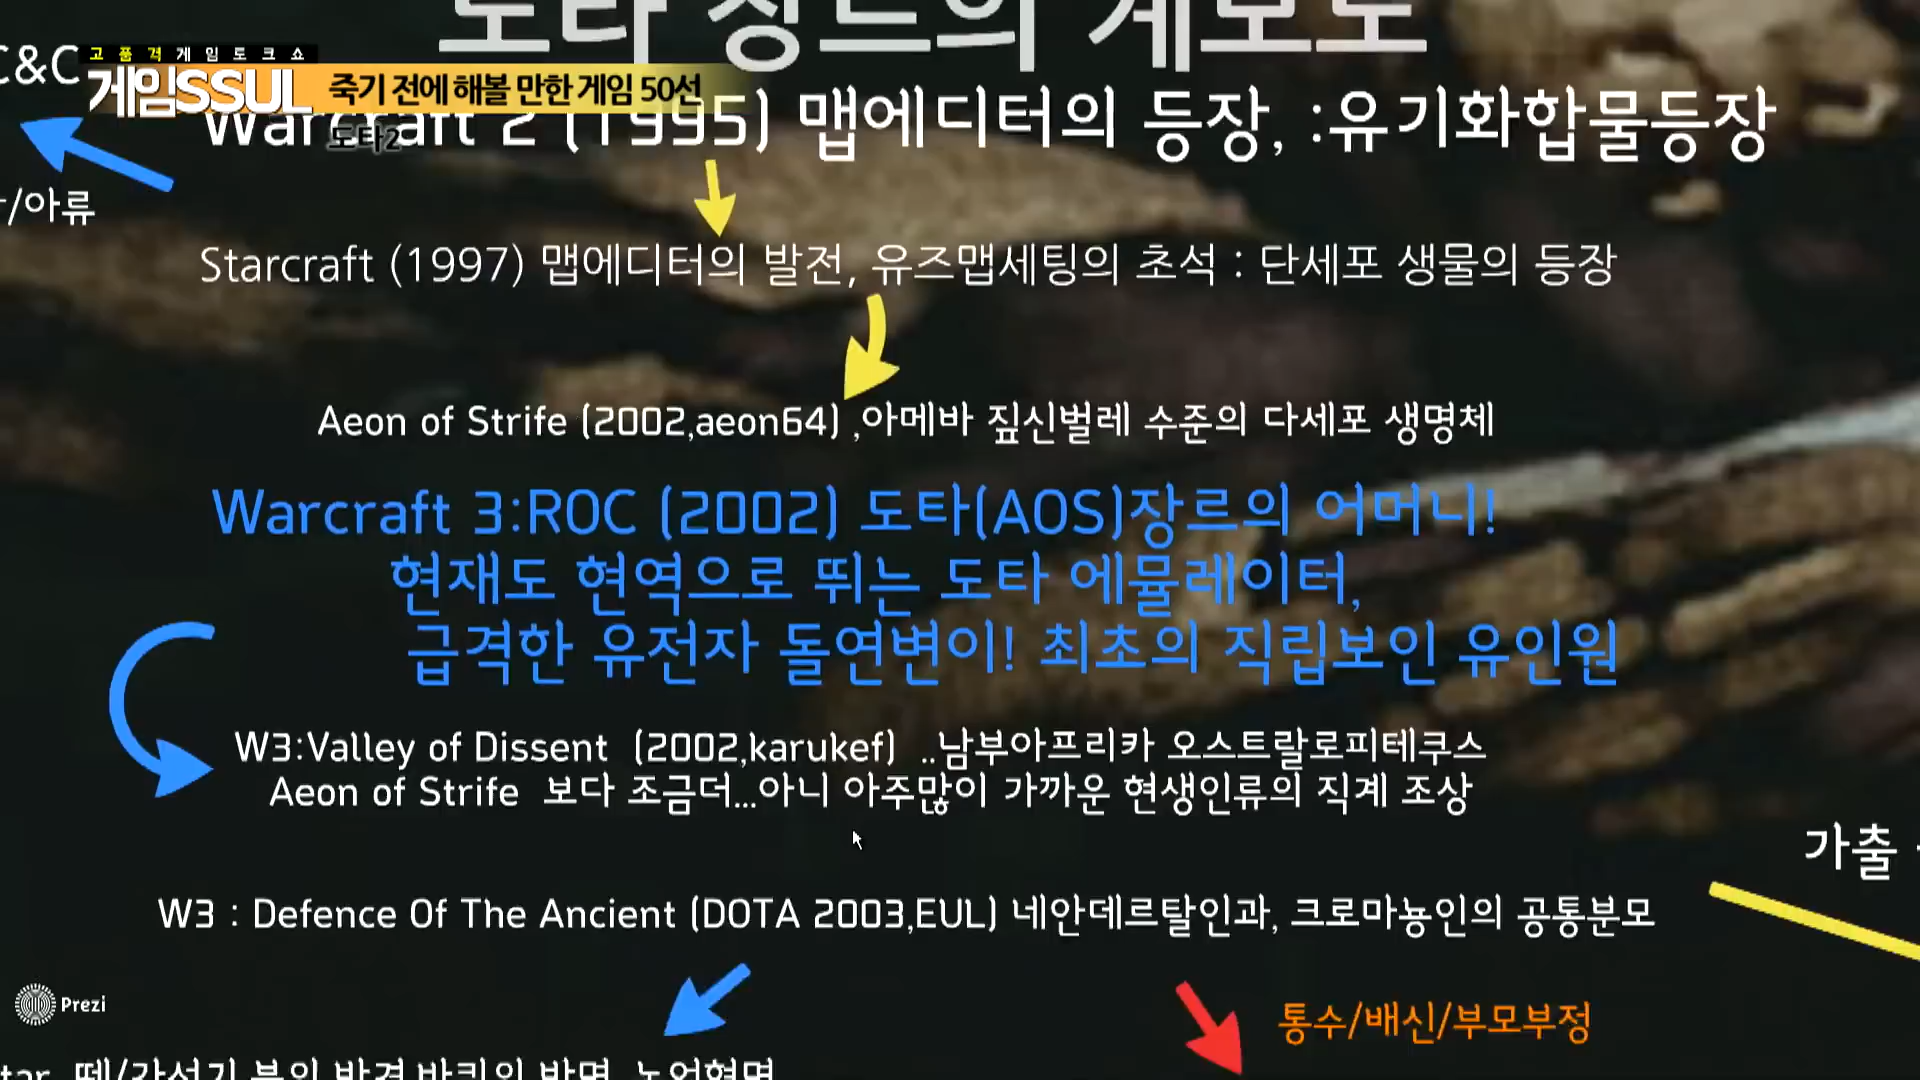 도타 장르의 계보도
C&C
고품격게임토크쇼
게임SSUL 죽기 전에 해볼 만한 게임 50선
도타2
Warcraft 2 (1995) 맵에디터의 등장, :유기화합물등장
/아류
Starcraft (1997) 맵에디터의 발전, 유즈맵세팅의 초석 : 단세포 생물의 등장
Aeon of Strife (2002,aeon64) ,아메바 짚신벌레 수준의 다세포 생명체
Warcraft 3:ROC (2002) 도타(AOS)장르의 어머니!
현재도 현역으로 뛰는 도타 에뮬레이터,
급격한 유전자 돌연변이! 최초의 직립보인 유인원
W3:Valley of Dissent (2002,karukef) ..남부아프리카 오스트랄로피테쿠스
Aeon of Strife 보다 조금더...아니 아주많이 가까운 현생인류의 직계 조상
가출
W3 : Defence Of The Ancient (DOTA 2003,EUL) 네안데르탈인과, 크로마뇽인의 공통분모
Prezi
통수/배신/부모부정